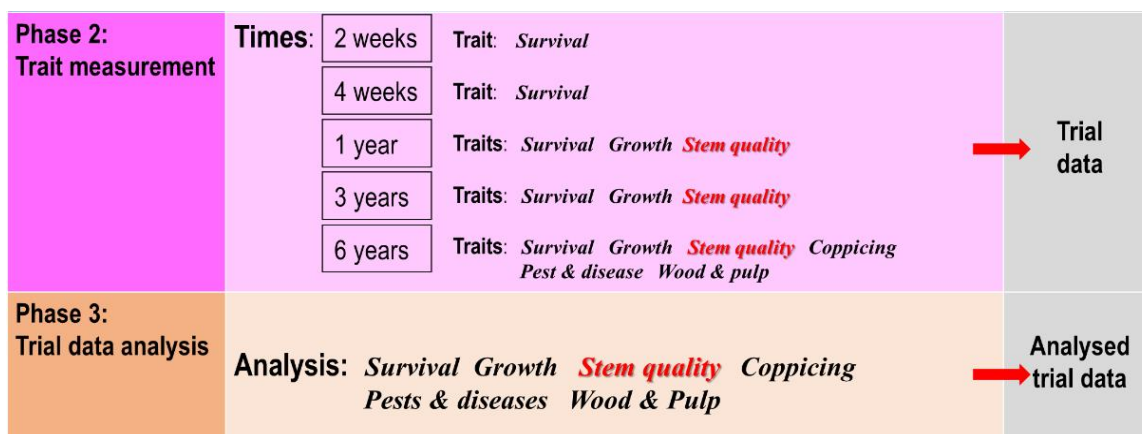 Phase 2:
Trait measurement
Times: 2 weeks Trait: Survival
4 weeks Trait: Survival
1 year Traits: Survival Growth Stem quality
3 years Traits: Survival Growth Stem quality
6 years Traits: Survival Growth Stem quality Coppicing
Pest & disease Wood & pulp
Trial
data
Phase 3:
Trial data analysis
Analysis: Survival Growth Stem quality Coppicing
Pests & diseases Wood & Pulp
Analysed
trial data